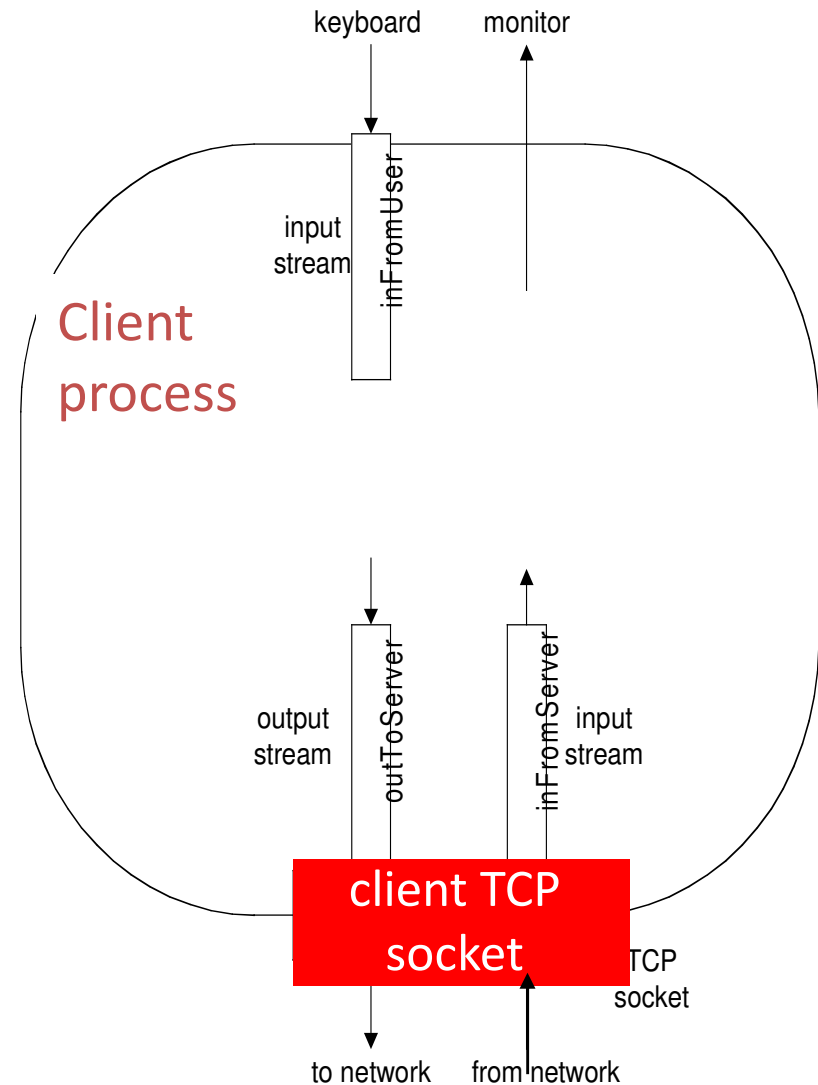 keyboard monitor
inFromUser
input
stream
Client
process
output
stream
outToServer
inFromServer
input
stream
client TCP
socket
TCP
socket
to network from network